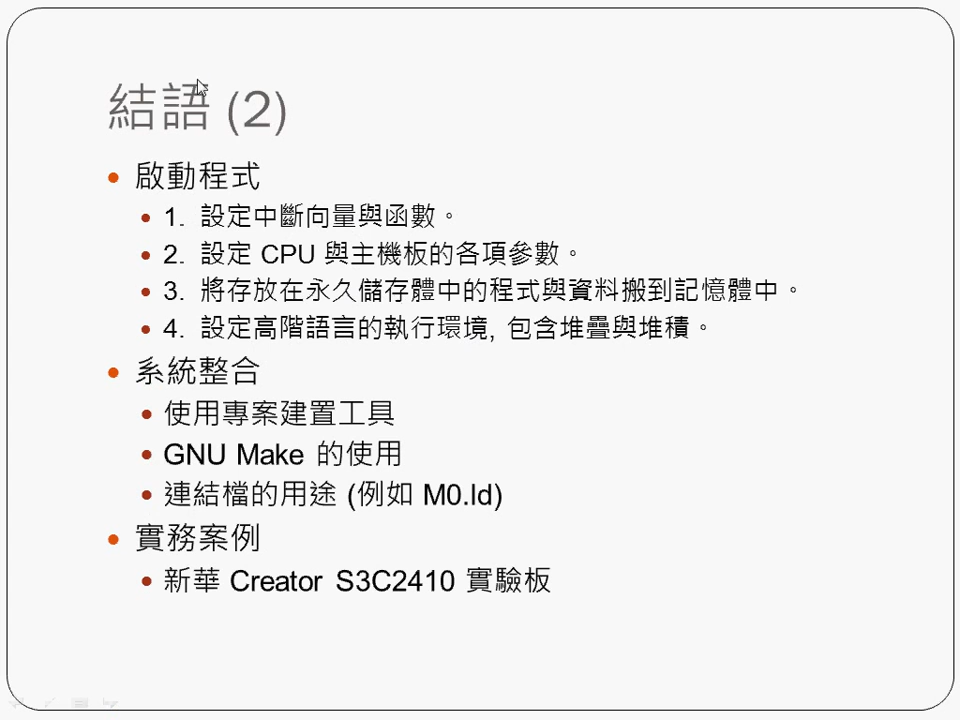 結語 (2)
啟動程式
1. 設定中斷向量與函數。
2. 設定 CPU 與主機板的各項參數。
3. 將存放在永久儲存體中的程式與資料搬到記憶體中。
4. 設定高階語言的執行環境, 包含堆疊與堆積。
系統整合
使用專案建置工具
GNU Make 的使用
連結檔的用途 (例如 M0.ld)
實務案例
新華 Creator S3C2410 實驗板